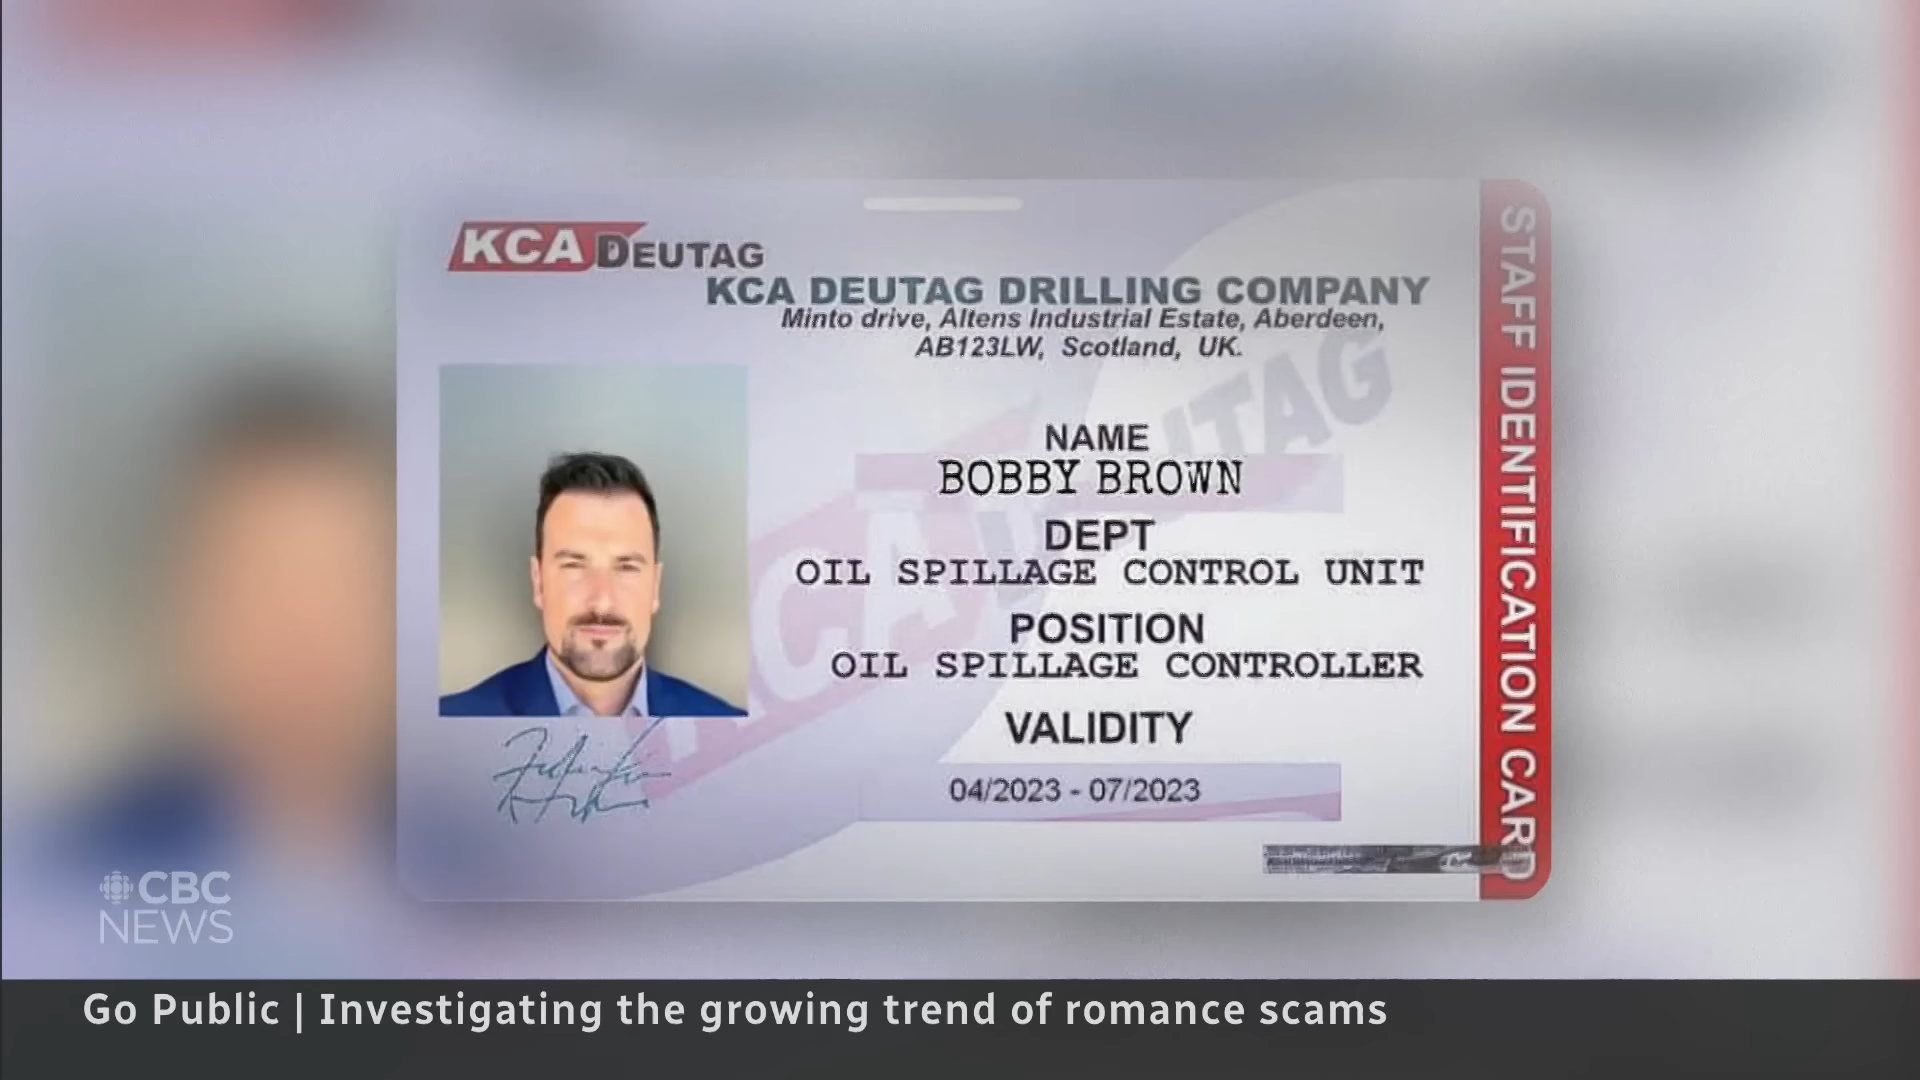 KCA DEUTAG
KCA DEUTAG DRILLING COMPANY
Minto drive, Altens Industrial Estate, Aberdeen,
AB123LW, Scotland, UK.
NAME
BOBBY BROWN
DEPT
OIL SPILLAGE CONTROL UNIT
POSITION
OIL SPILLAGE CONTROLLER
VALIDITY
04/2023 - 07/2023
STAFF IDENTIFICATION CARD
KCA DEUTAG
CBC
NEWS
Go Public | Investigating the growing trend of romance scams